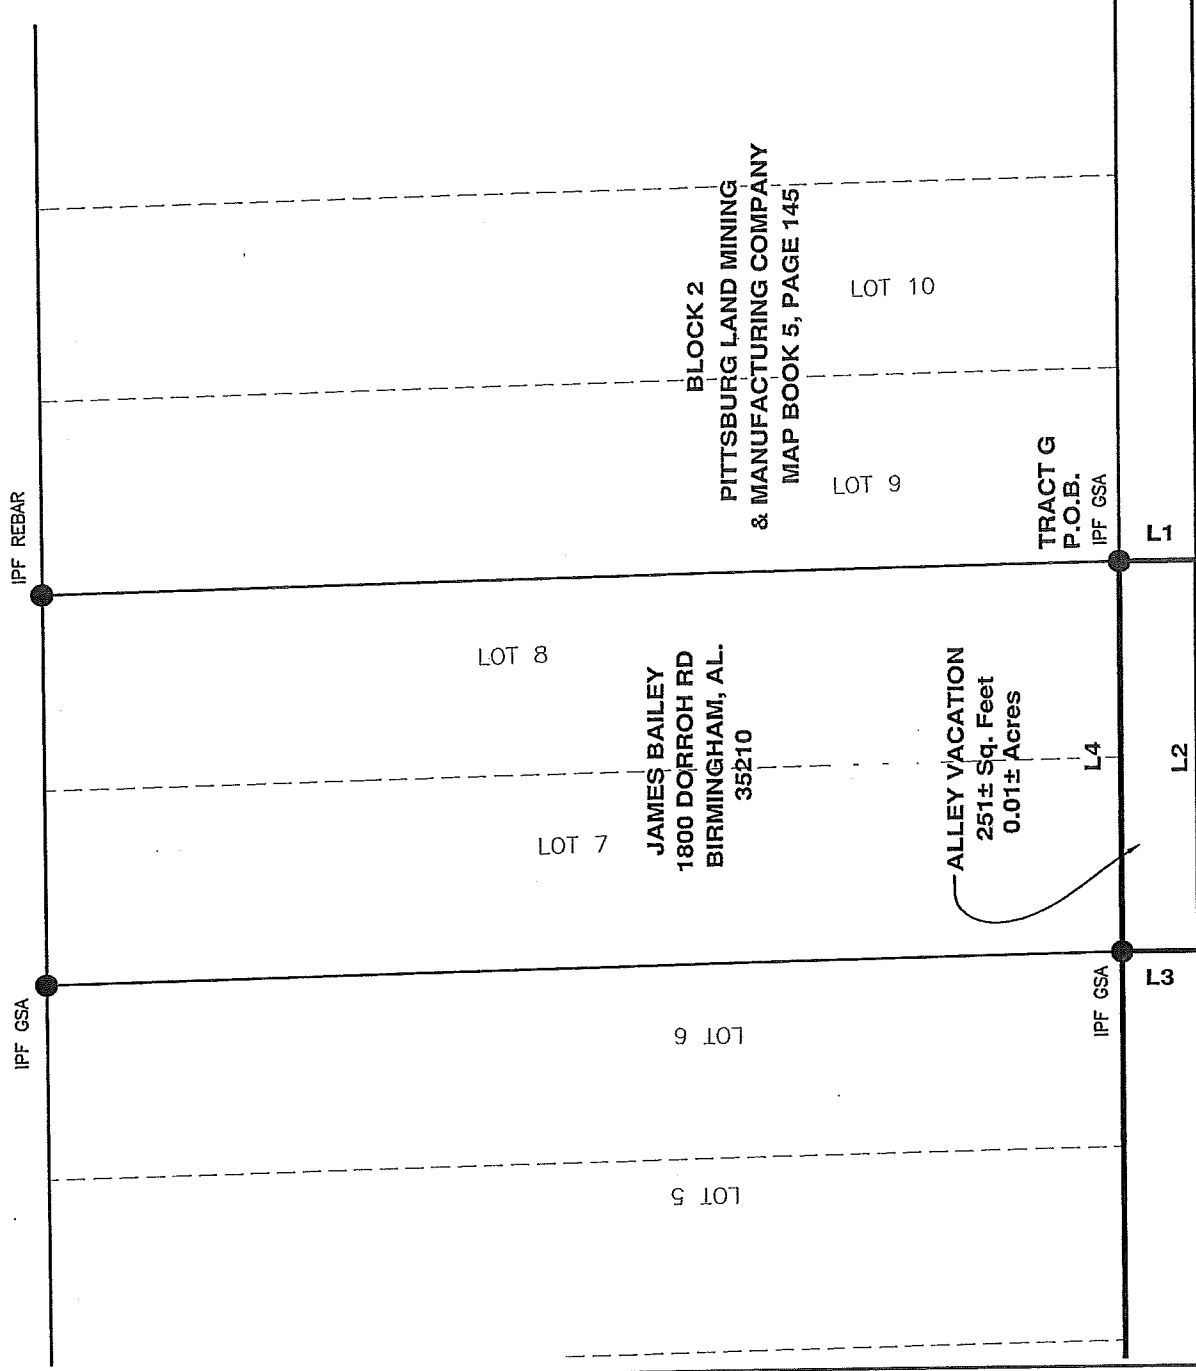 IPF REBAR
IPF GSA
BLOCK 2
PITTSBURG LAND MINING
& MANUFACTURING COMPANY
MAP BOOK 5, PAGE 145
LOT 10
LOT 9
TRACT G
P.O.B.
IPF GSA
L1
LOT 8
LOT 7
JAMES BAILEY
1800 DORROH RD
BIRMINGHAM, AL.
35210
ALLEY VACATION
251± Sq. Feet
0.01± Acres
L4
L2
LOT 6
IPF GSA
L3
LOT 5